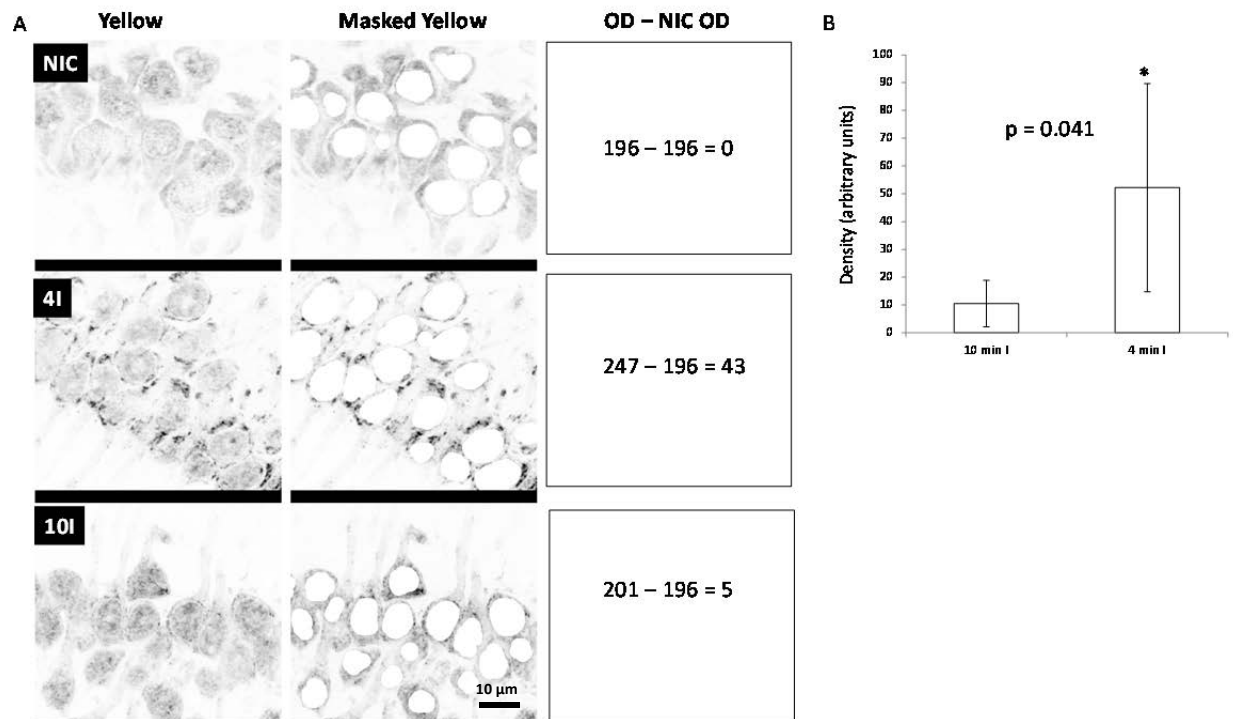 A
Yellow
Masked Yellow
OD – NIC OD
NIC
196 – 196 = 0
4I
247 – 196 = 43
10I
201 – 196 = 5
10 µm
B
100
90
80
70
60
50
40
30
20
10
0
Density (arbitrary units)
p = 0.041
*
10 min I
4 min I